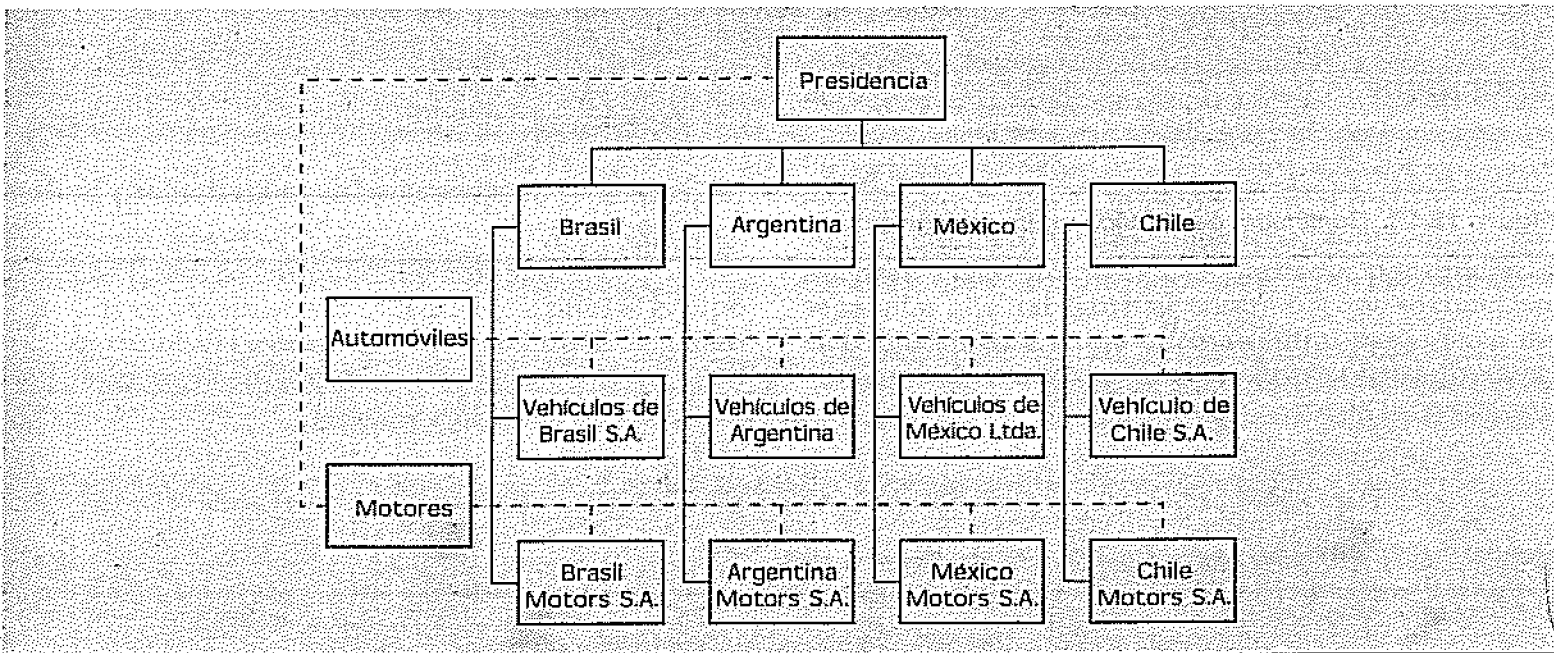 Presidencia
Brasil
Argentina
México
Chile
Automóviles
Vehículos de
Brasil S.A.
Vehículos de
Argentina
Vehículos de
México Ltda.
Vehículo de
Chile S.A.
Motores
Brasil
Motors S.A.
Argentina
Motors S.A.
México
Motors S.A.
Chile
Motors S.A.